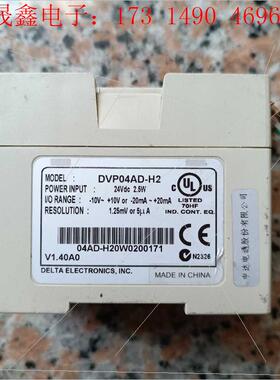 晟鑫电子：173 1490 4696
MODEL : DVP04AD-H2
POWER INPUT : 24Vdc 2.5W
I/O RANGE : -10V~ +10V or -20mA ~ +20mA
RESOLUTION : 1.25mV or 5μA
C UL US
LISTED
70HF
IND. CONT. EQ.
04AD-H20W0200171
V1.40A0
N2326
DELTA ELECTRONICS, INC.
MADE IN CHINA